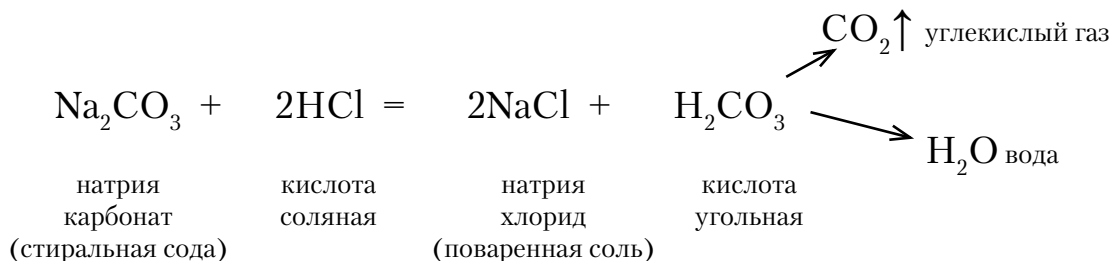 CO₂↑ углекислый газ
Na₂CO₃ + 2HCl = 2NaCl + H₂CO₃
H₂O вода
натрия кислота натрия кислота
карбонат соляная хлорид угольная
(стиральная сода) (поваренная соль)